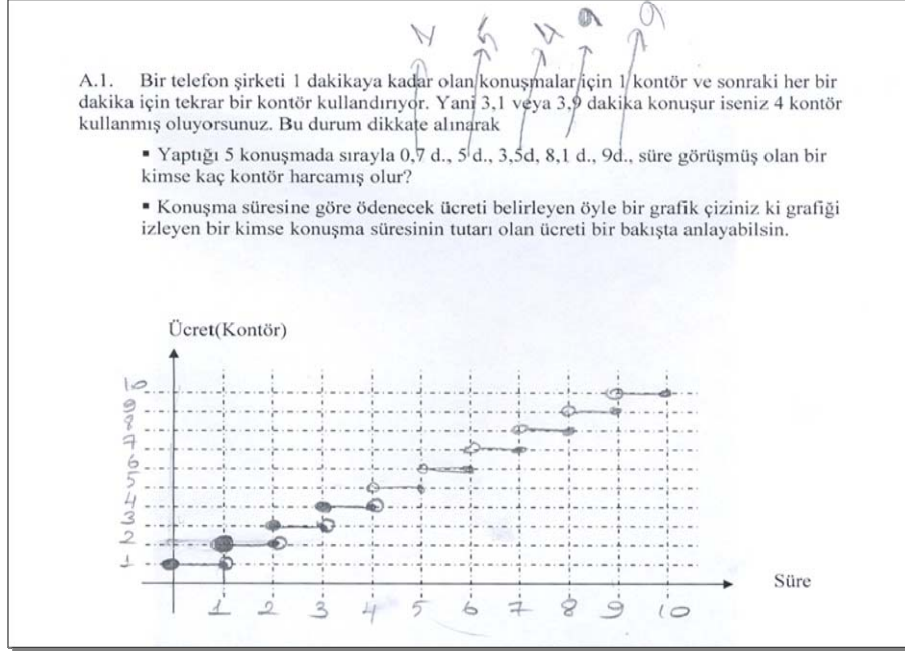 1 5 4 9 9
A.1. Bir telefon şirketi 1 dakikaya kadar olan konuşmalar için 1 kontör ve sonraki her bir
dakika için tekrar bir kontör kullandırıyor. Yani 3,1 veya 3,9 dakika konuşur iseniz 4 kontör
kullanmış oluyorsunuz. Bu durum dikkate alınarak
▪ Yaptığı 5 konuşmada sırayla 0,7 d., 5 d., 3,5d, 8,1 d., 9d., süre görüşmüş olan bir
kimse kaç kontör harcamış olur?
▪ Konuşma süresine göre ödenecek ücreti belirleyen öyle bir grafik çiziniz ki grafiği
izleyen bir kimse konuşma süresinin tutarı olan ücreti bir bakışta anlayabilsin.
Ücret(Kontör)
10
9
8
7
6
5
4
3
2
1
Süre
1 2 3 4 5 6 7 8 9 10